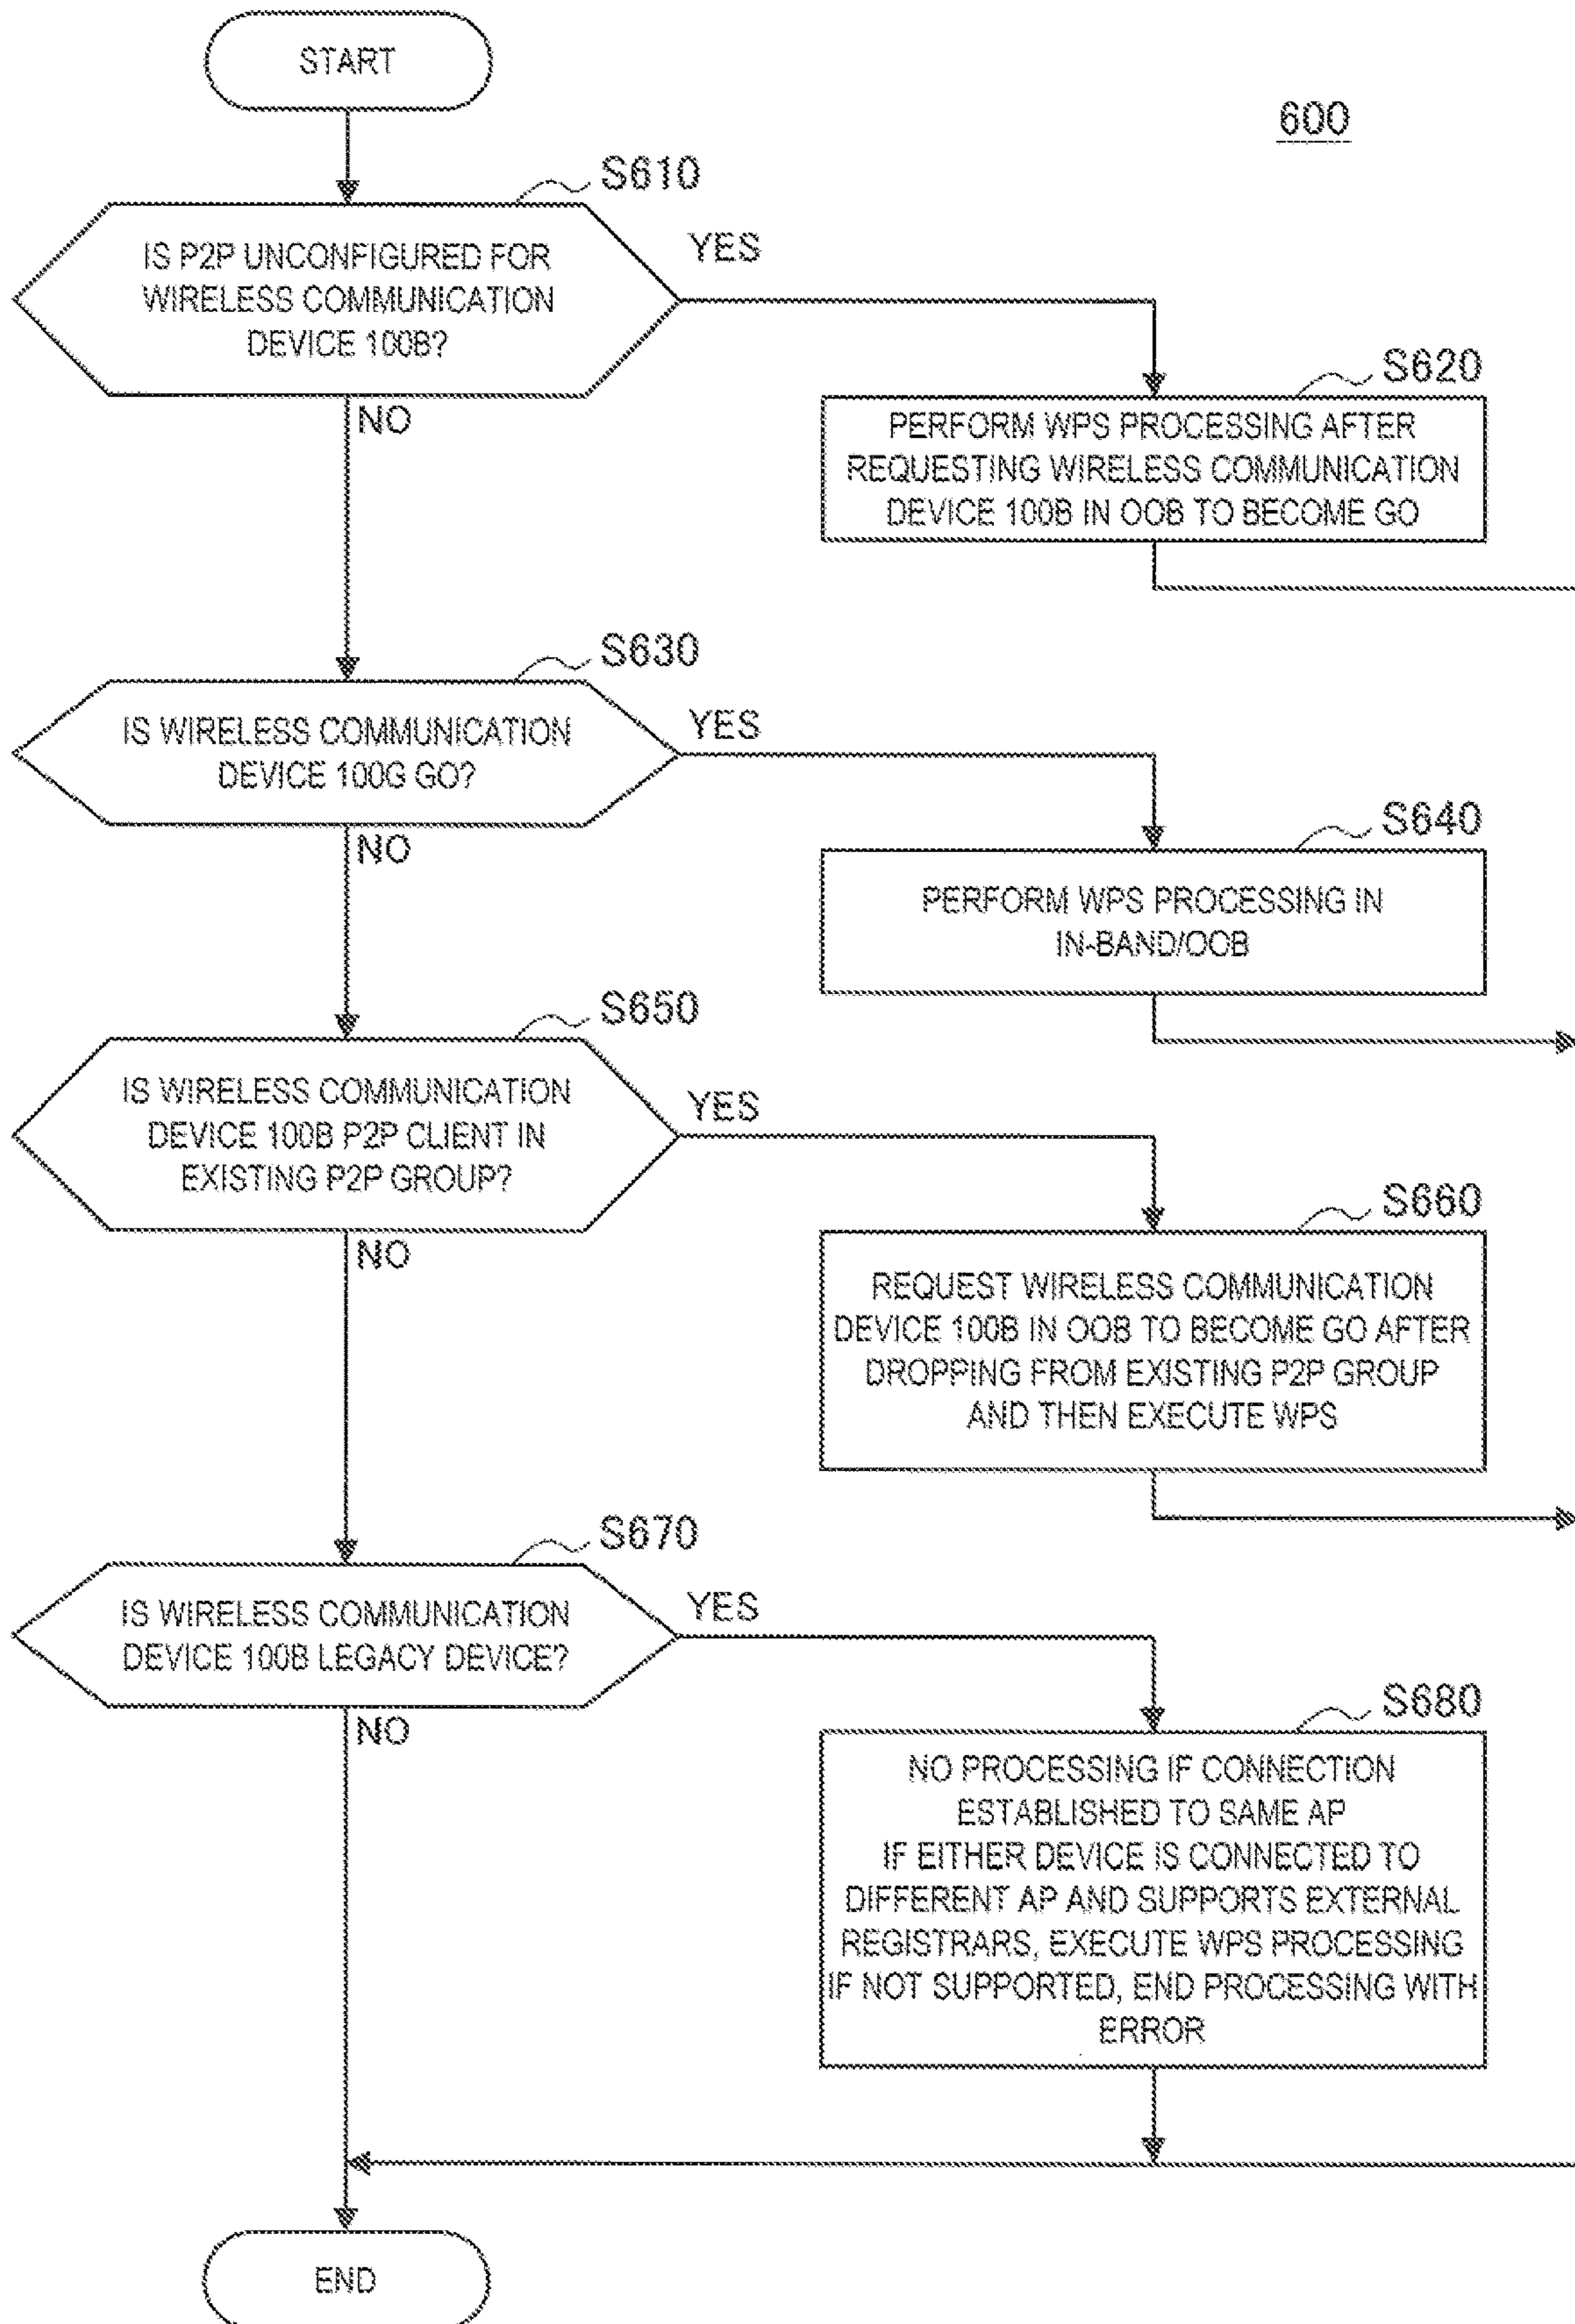 START
600
S610
IS P2P UNCONFIGURED FOR
WIRELESS COMMUNICATION
DEVICE 100B?
YES
NO
S620
PERFORM WPS PROCESSING AFTER
REQUESTING WIRELESS COMMUNICATION
DEVICE 100B IN OOB TO BECOME GO
S630
IS WIRELESS COMMUNICATION
DEVICE 100G GO?
YES
NO
S640
PERFORM WPS PROCESSING IN
IN-BAND/OOB
S650
IS WIRELESS COMMUNICATION
DEVICE 100B P2P CLIENT IN
EXISTING P2P GROUP?
YES
NO
S660
REQUEST WIRELESS COMMUNICATION
DEVICE 100B IN OOB TO BECOME GO AFTER
DROPPING FROM EXISTING P2P GROUP
AND THEN EXECUTE WPS
S670
IS WIRELESS COMMUNICATION
DEVICE 100B LEGACY DEVICE?
YES
NO
S680
NO PROCESSING IF CONNECTION
ESTABLISHED TO SAME AP
IF EITHER DEVICE IS CONNECTED TO
DIFFERENT AP AND SUPPORTS EXTERNAL
REGISTRARS, EXECUTE WPS PROCESSING
IF NOT SUPPORTED, END PROCESSING WITH
ERROR
END